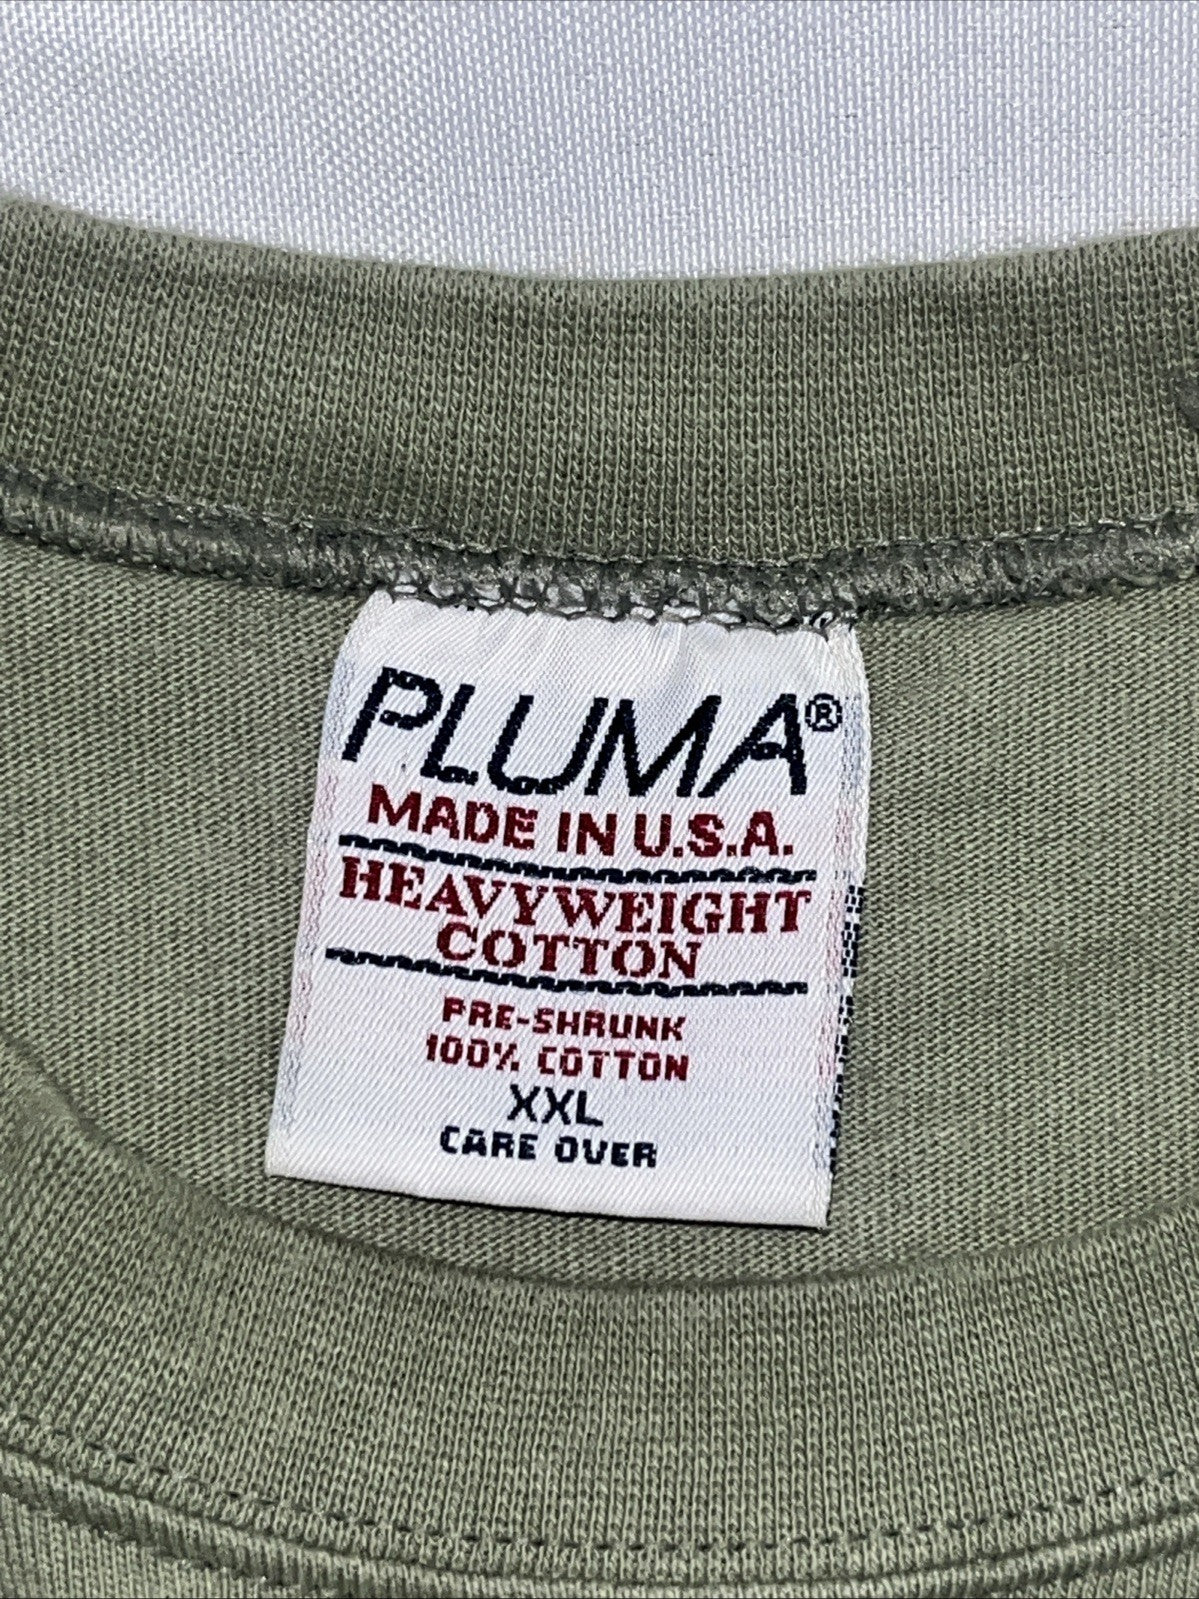 PLUMA®
MADE IN U.S.A.
HEAVYWEIGHT
COTTON
PRE-SHRUNK
100% COTTON
XXL
CARE OVER